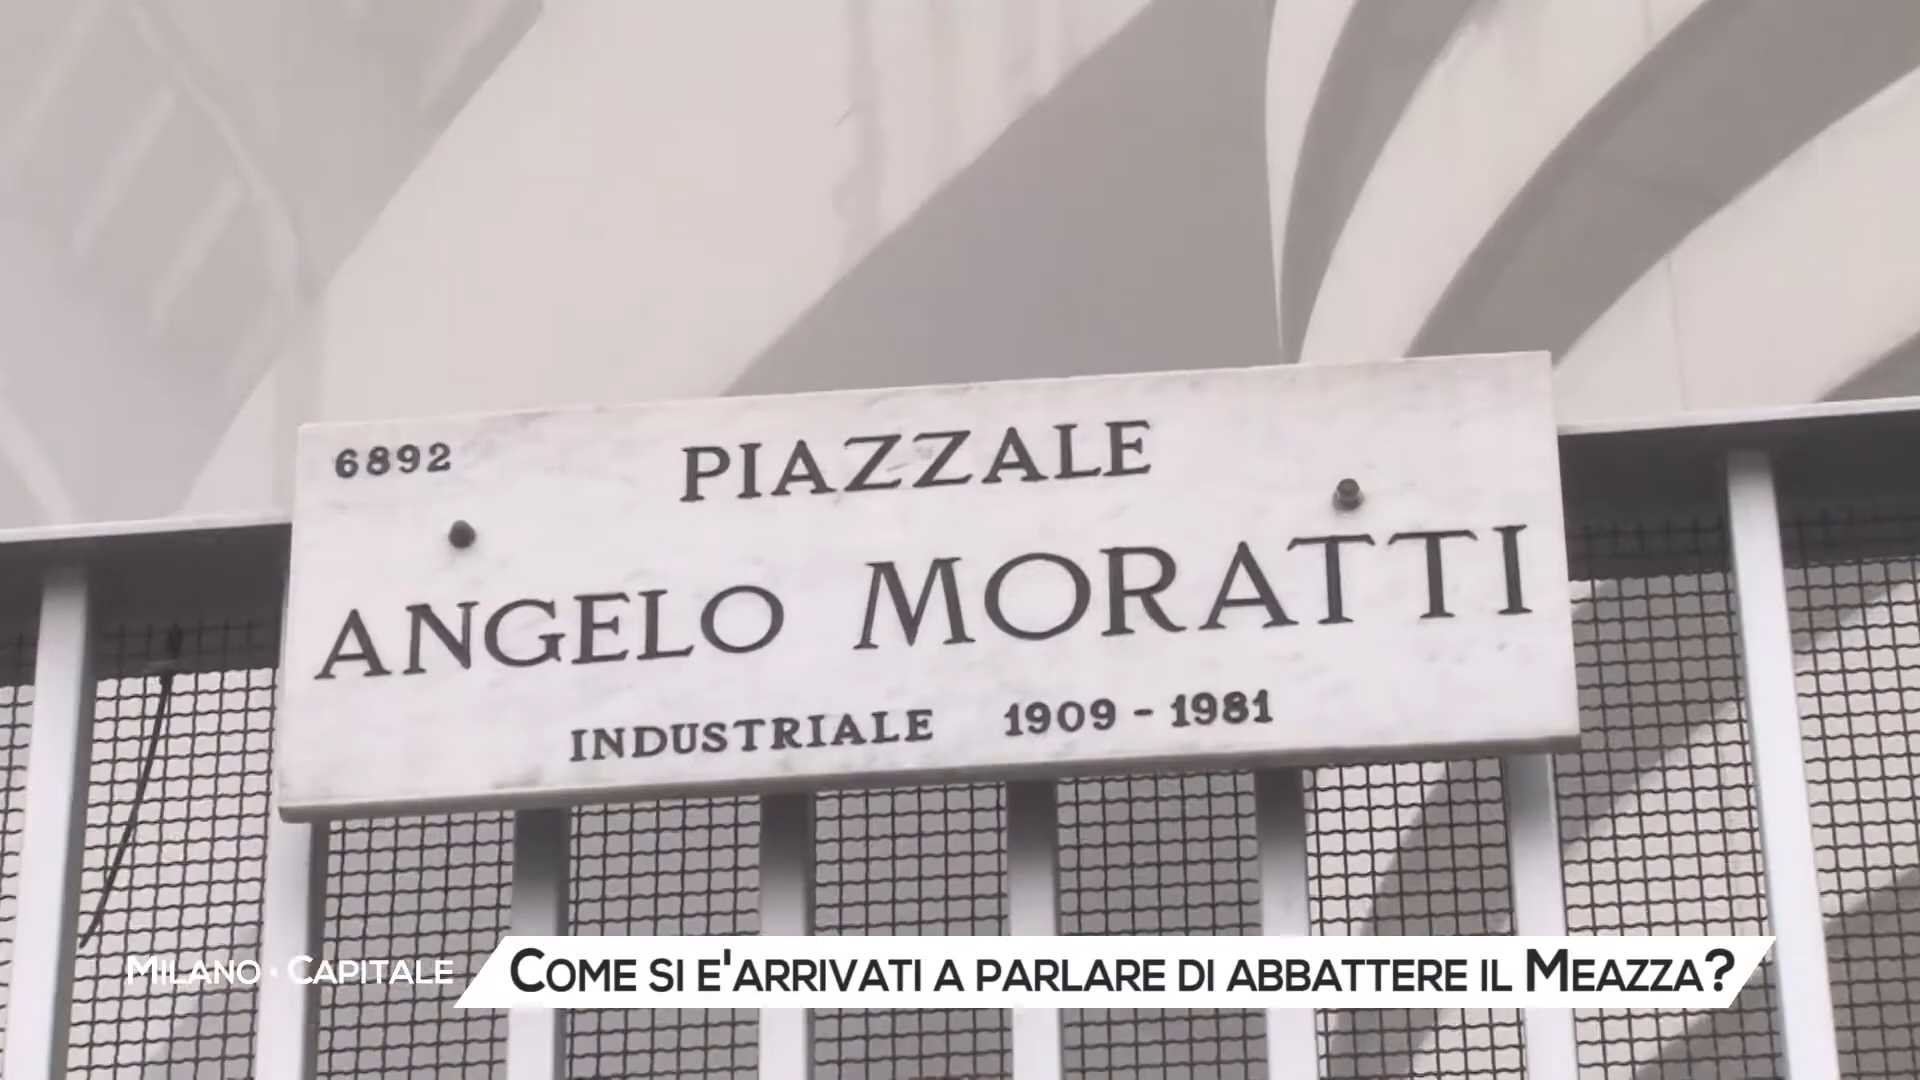 6892
PIAZZALE
ANGELO MORATTI
INDUSTRIALE 1909 - 1981
MILANO · CAPITALE
COME SI E'ARRIVATI A PARLARE DI ABBATTERE IL MEAZZA?